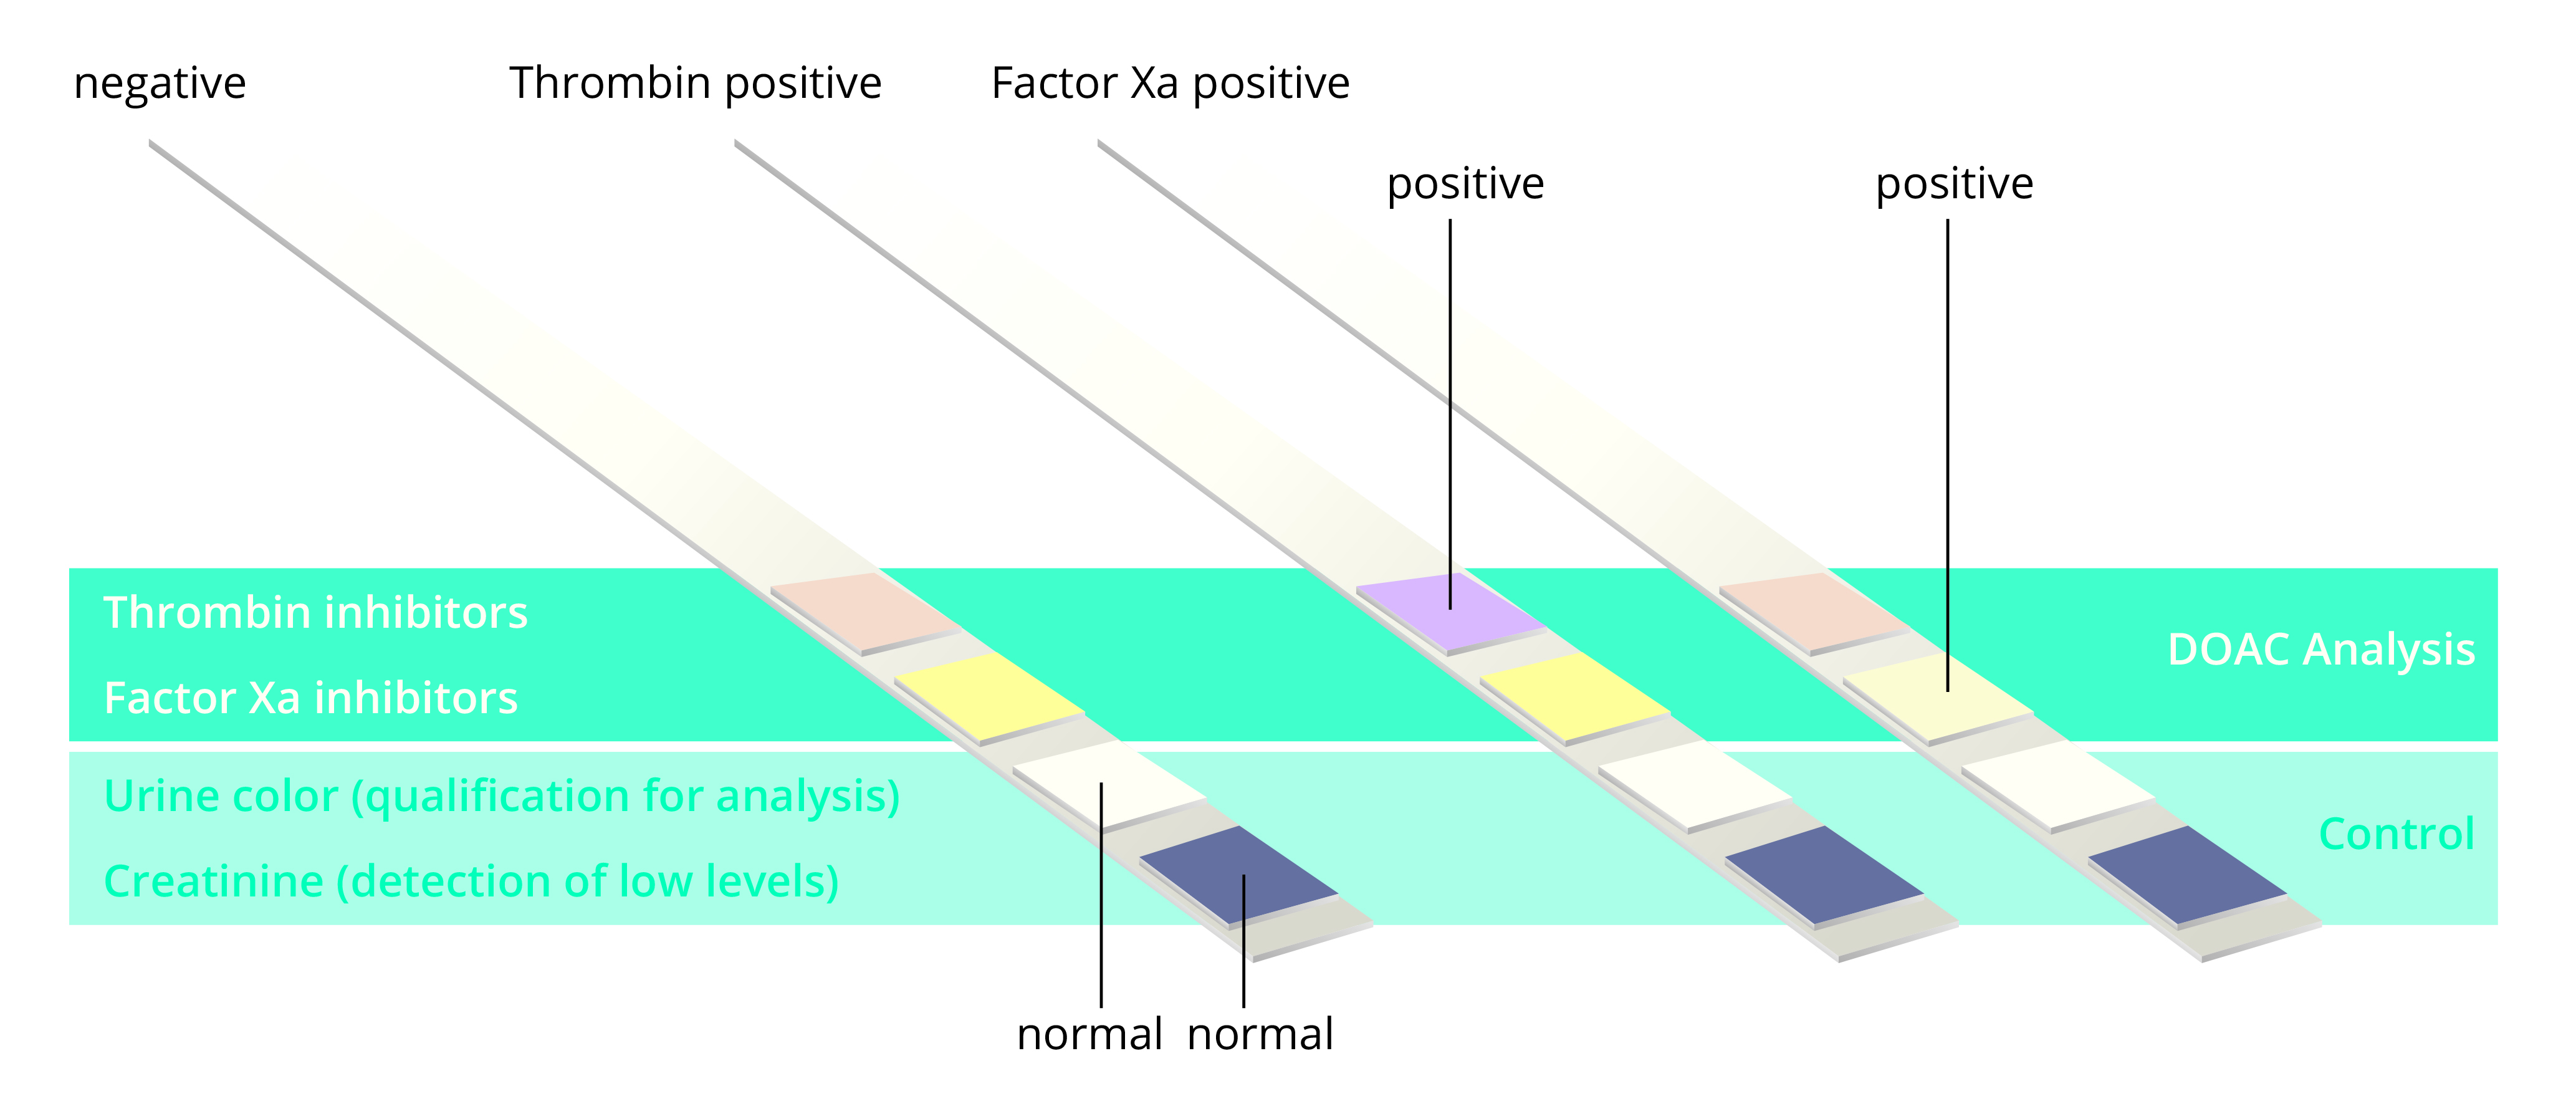 negative
Thrombin positive
Factor Xa positive
positive
positive
Thrombin inhibitors
Factor Xa inhibitors
DOAC Analysis
Urine color (qualification for analysis)
Creatinine (detection of low levels)
Control
normal
normal